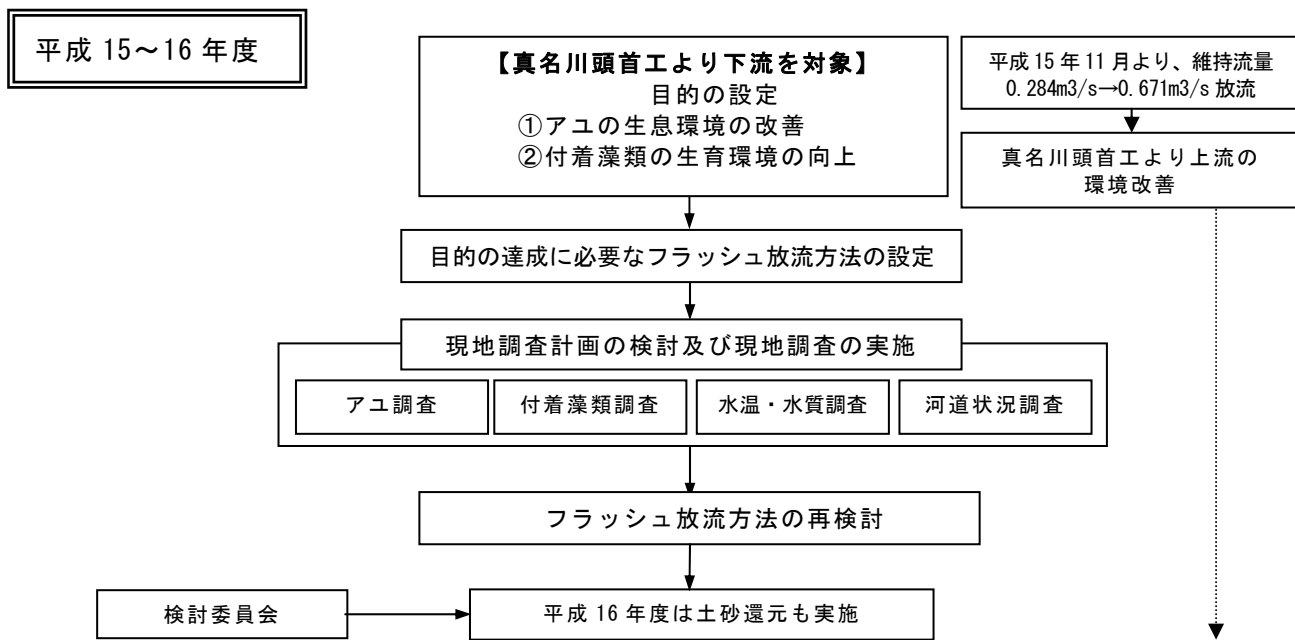 平成 15～16 年度
【真名川頭首工より下流を対象】
目的の設定
①アユの生息環境の改善
②付着藻類の生育環境の向上
平成 15 年 11 月より、維持流量
0.284m3/s→0.671m3/s 放流
真名川頭首工より上流の
環境改善
目的の達成に必要なフラッシュ放流方法の設定
現地調査計画の検討及び現地調査の実施
アユ調査
付着藻類調査
水温・水質調査
河道状況調査
フラッシュ放流方法の再検討
検討委員会
平成 16 年度は土砂還元も実施